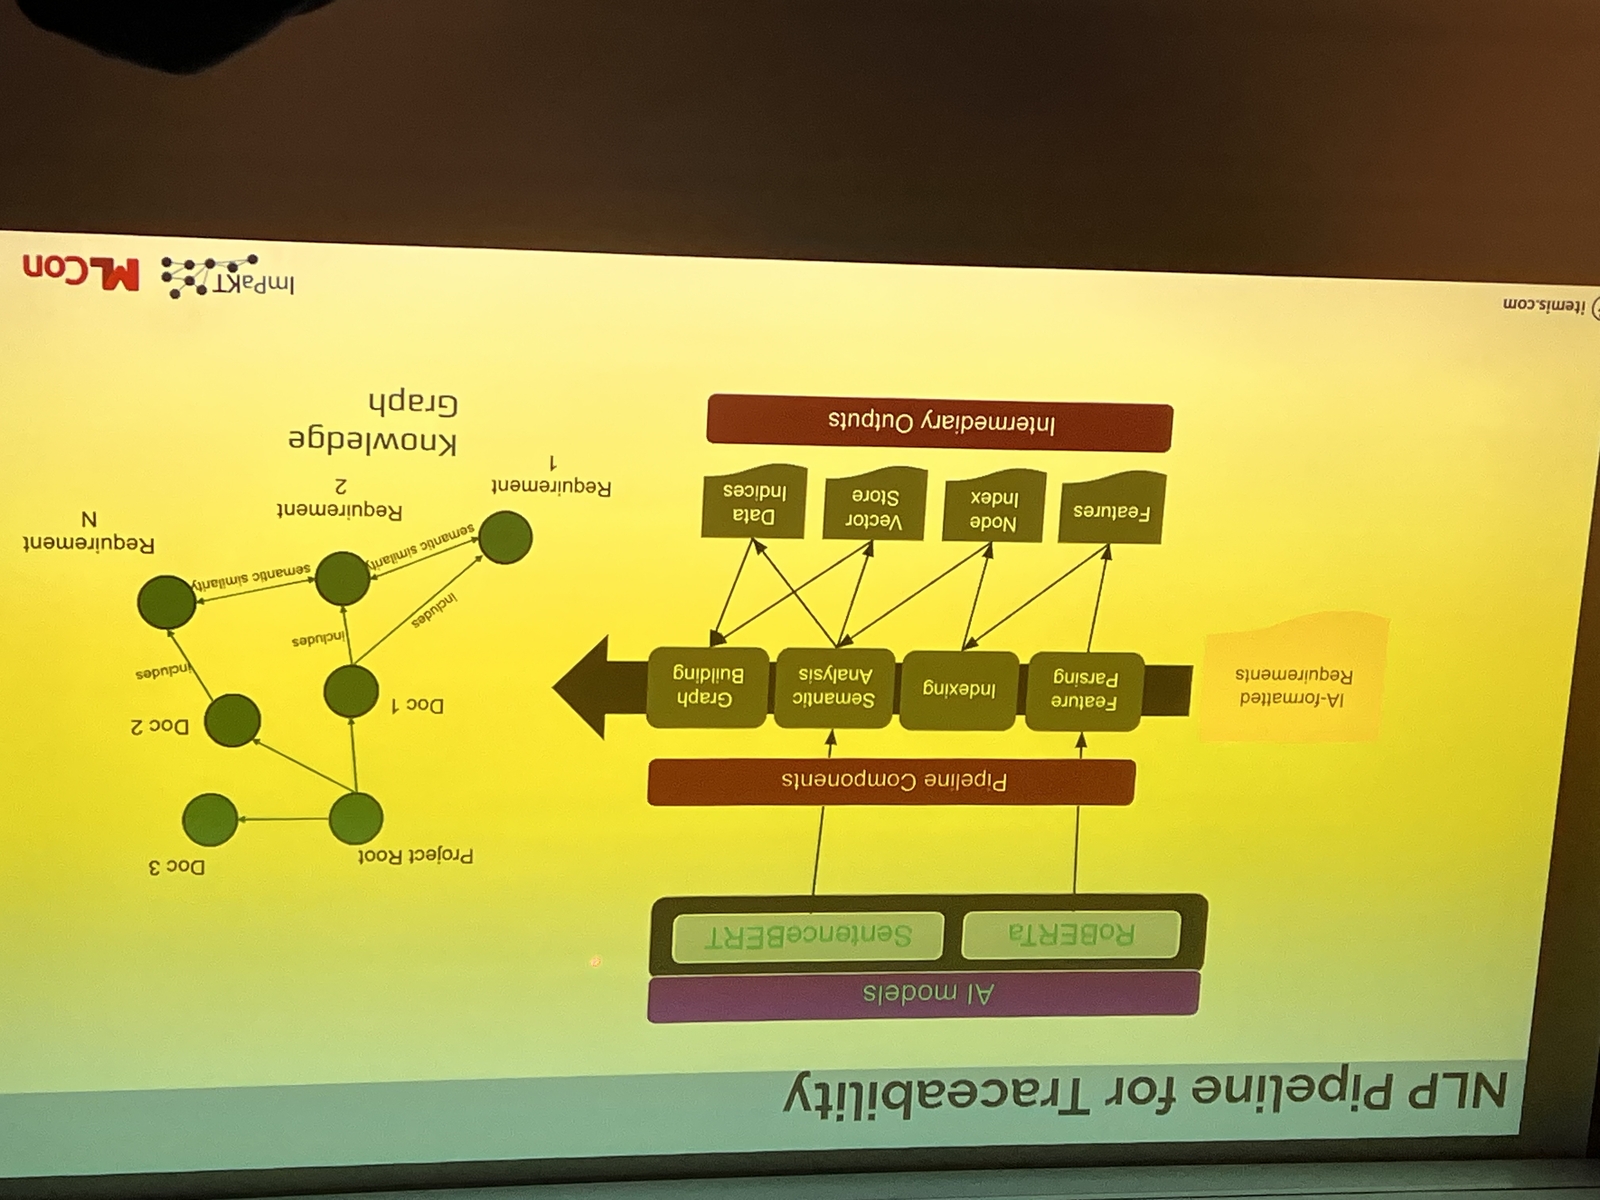 NLP Pipeline for Traceability
AI models
RoBERTa
SentenceBERT
Pipeline Components
IA-formatted
Requirements
Feature
Parsing
Indexing
Semantic
Analysis
Graph
Building
Features
Node
Index
Vector
Store
Data
Indices
Intermediary Outputs
Project Root
Doc 3
Doc 1
Doc 2
includes
includes
includes
semantic similarity
semantic similarity
Requirement
1
Requirement
2
Requirement
N
Knowledge
Graph
itemis.com
ImPaKT
MLCon